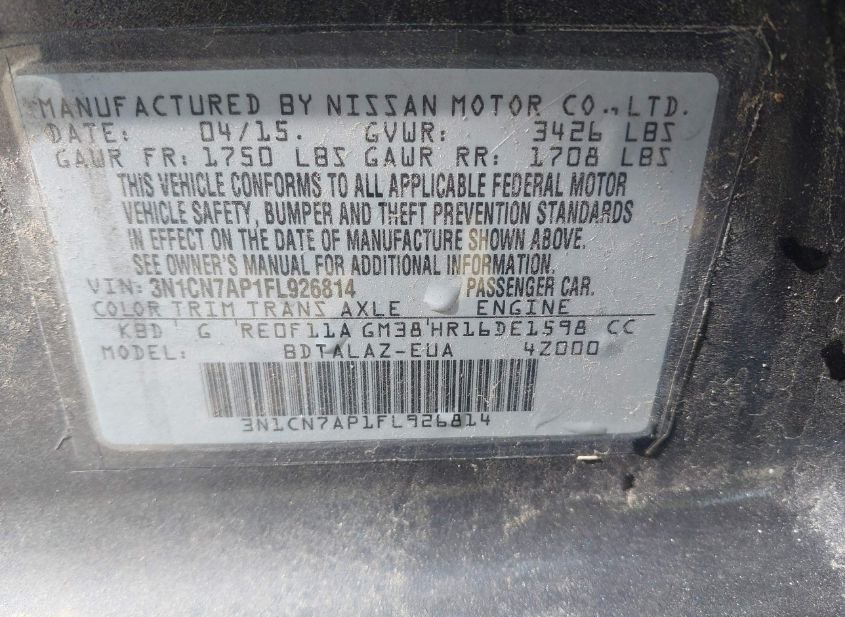 MANUFACTURED BY NISSAN MOTOR CO.,LTD.
DATE: 04/15. GVWR: 3426 LBS
GAWR FR: 1750 LBS GAWR RR: 1708 LBS
THIS VEHICLE CONFORMS TO ALL APPLICABLE FEDERAL MOTOR
VEHICLE SAFETY, BUMPER AND THEFT PREVENTION STANDARDS
IN EFFECT ON THE DATE OF MANUFACTURE SHOWN ABOVE.
SEE OWNER'S MANUAL FOR ADDITIONAL INFORMATION.
VIN: 3N1CN7AP1FL926814 PASSENGER CAR.
COLOR TRIM TRANS AXLE ENGINE
KBD G RE0F11A GM38 HR16DE1598 CC
MODEL: BDTALAZ-EUA 4Z000
3N1CN7AP1FL926814